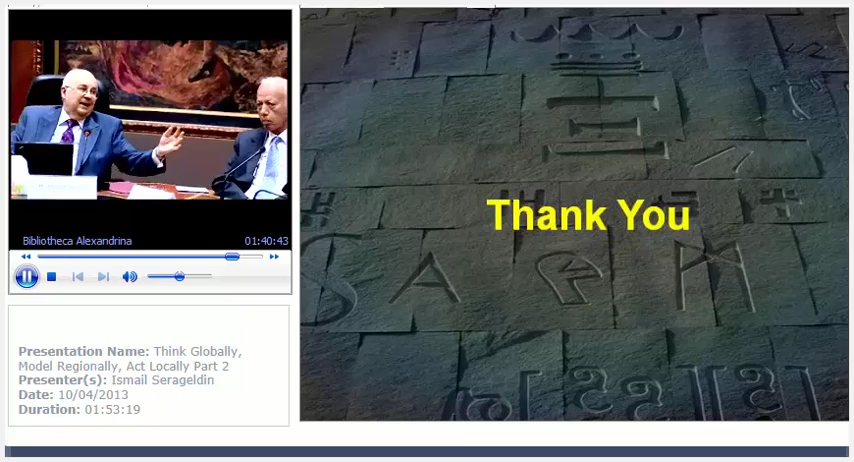 Bibliotheca Alexandrina 01:40:43
Presentation Name: Think Globally,
Model Regionally, Act Locally Part 2
Presenter(s): Ismail Serageldin
Date: 10/04/2013
Duration: 01:53:19
Thank You